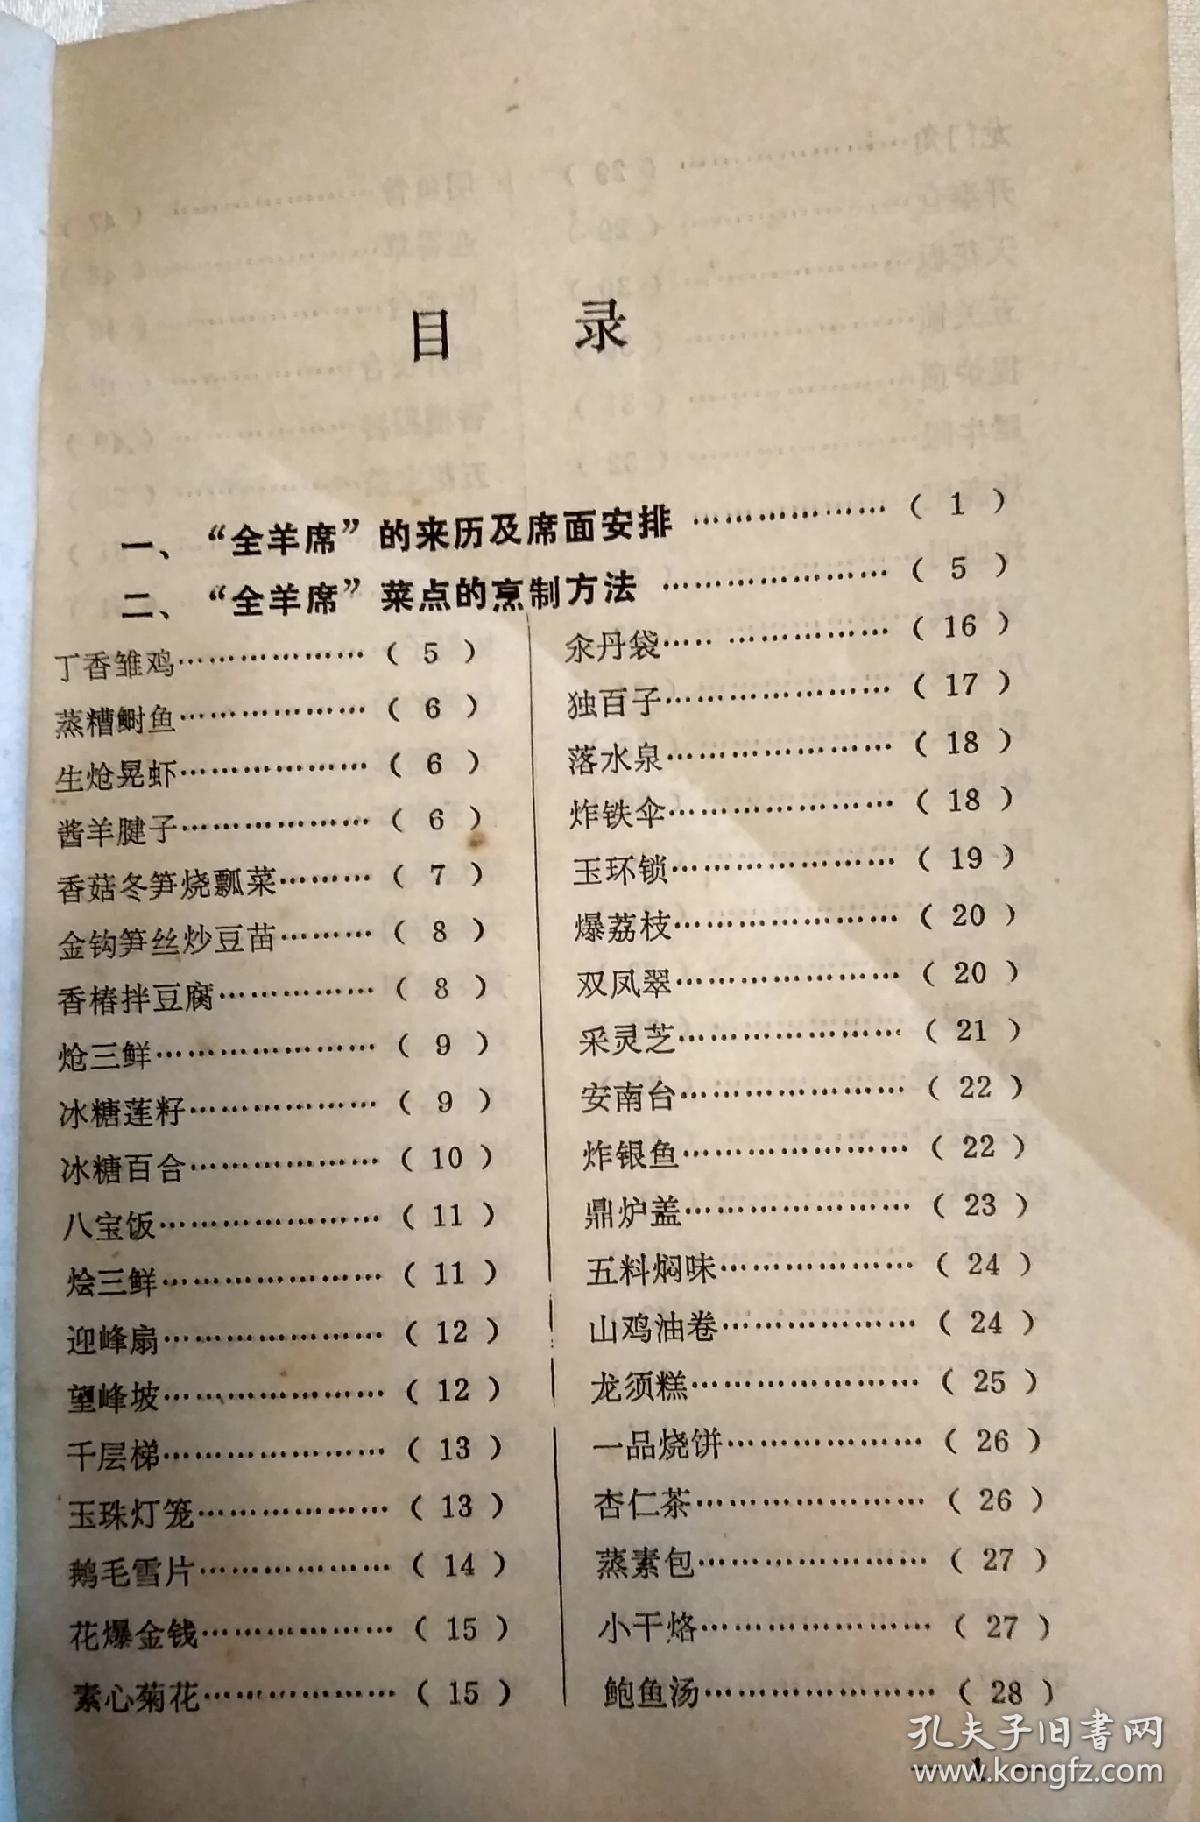 目 录
一、“全羊席”的来历及席面安排………………( 1 )
二、“全羊席”菜点的烹制方法…………………( 5 )
丁香雏鸡………………( 5 )
蒸糟鲥鱼………………( 6 )
生炝晃虾………………( 6 )
酱羊腱子………………( 6 )
香菇冬笋烧瓢菜………( 7 )
金钩笋丝炒豆苗………( 8 )
香椿拌豆腐……………( 8 )
炝三鲜…………………( 9 )
冰糖莲籽………………( 9 )
冰糖百合………………( 10 )
八宝饭…………………( 11 )
烩三鲜…………………( 11 )
迎峰扇…………………( 12 )
望峰坡…………………( 12 )
千层梯…………………( 13 )
玉珠灯笼………………( 13 )
鹅毛雪片………………( 14 )
花爆金钱………………( 15 )
素心菊花………………( 15 )
氽丹袋…………………( 16 )
独百子…………………( 17 )
落水泉…………………( 18 )
炸铁伞…………………( 18 )
玉环锁…………………( 19 )
爆荔枝…………………( 20 )
双凤翠…………………( 20 )
采灵芝…………………( 21 )
安南台…………………( 22 )
炸银鱼…………………( 22 )
鼎炉盖…………………( 23 )
五料焖味………………( 24 )
山鸡油卷………………( 24 )
龙须糕…………………( 25 )
一品烧饼………………( 26 )
杏仁茶…………………( 26 )
蒸素包…………………( 27 )
小干烙…………………( 27 )
鲍鱼汤…………………( 28 )
孔夫子旧书网
www.kongfz.com
1